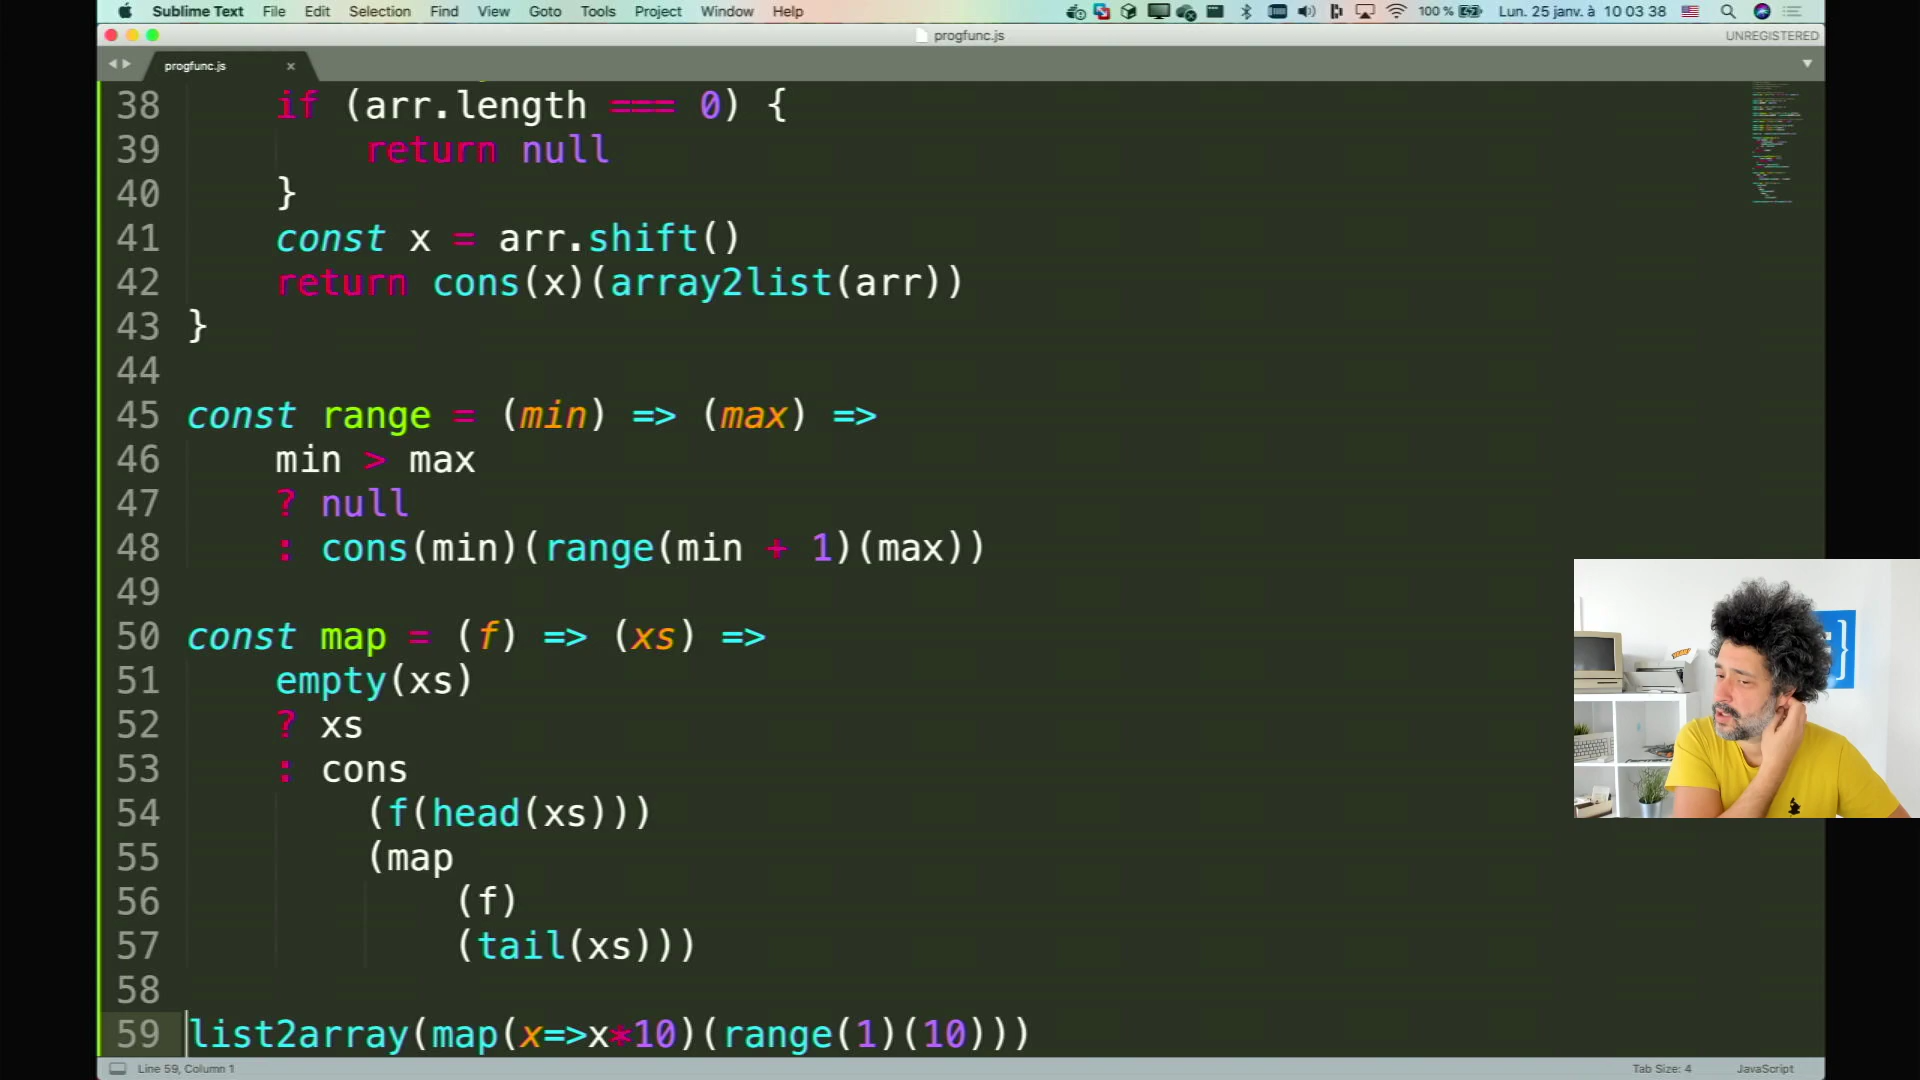 Sublime Text File Edit Selection Find View Goto Tools Project Window Help 100 % Lun. 25 janv. à 10 03 38
progfunc.js UNREGISTERED
progfunc.js
38 if (arr.length === 0) {
39 return null
40 }
41 const x = arr.shift()
42 return cons(x)(array2list(arr))
43 }
44
45 const range = (min) => (max) =>
46 min > max
47 ? null
48 : cons(min)(range(min + 1)(max))
49
50 const map = (f) => (xs) =>
51 empty(xs)
52 ? xs
53 : cons
54 (f(head(xs)))
55 (map
56 (f)
57 (tail(xs)))
58
59 list2array(map(x=>x*10)(range(1)(10)))
Line 59, Column 1 Tab Size: 4 JavaScript